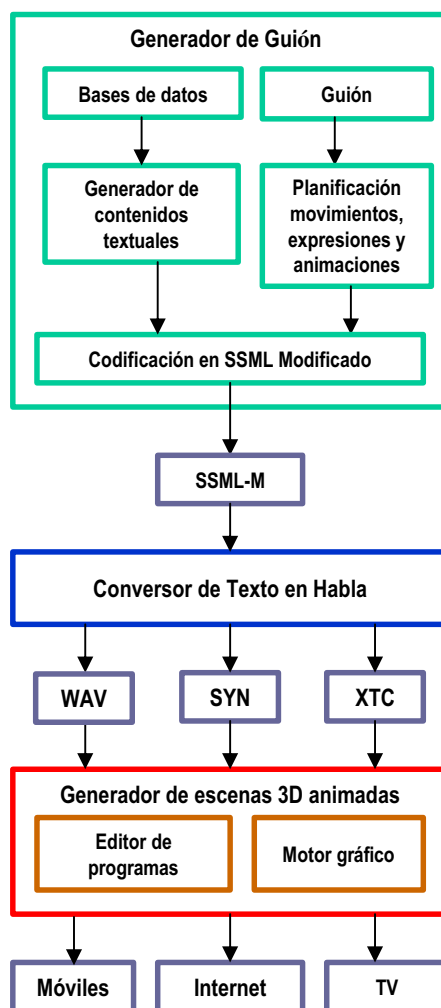 Generador de Guión
Bases de datos
Guión
Generador de
contenidos
textuales
Planificación
movimientos,
expresiones y
animaciones
Codificación en SSML Modificado
SSML-M
Conversor de Texto en Habla
WAV
SYN
XTC
Generador de escenas 3D animadas
Editor de
programas
Motor gráfico
Móviles
Internet
TV